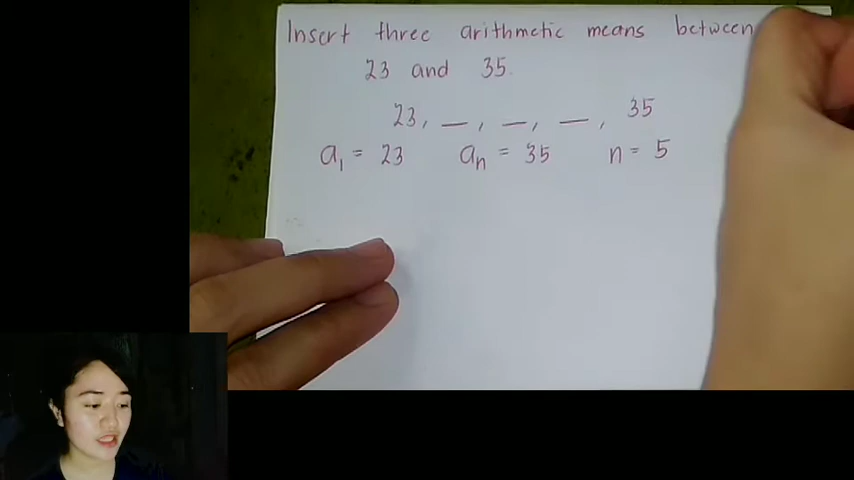 Insert three arithmetic means between
23 and 35.
23, __, __, __, 35
a₁ = 23 aₙ = 35 n = 5